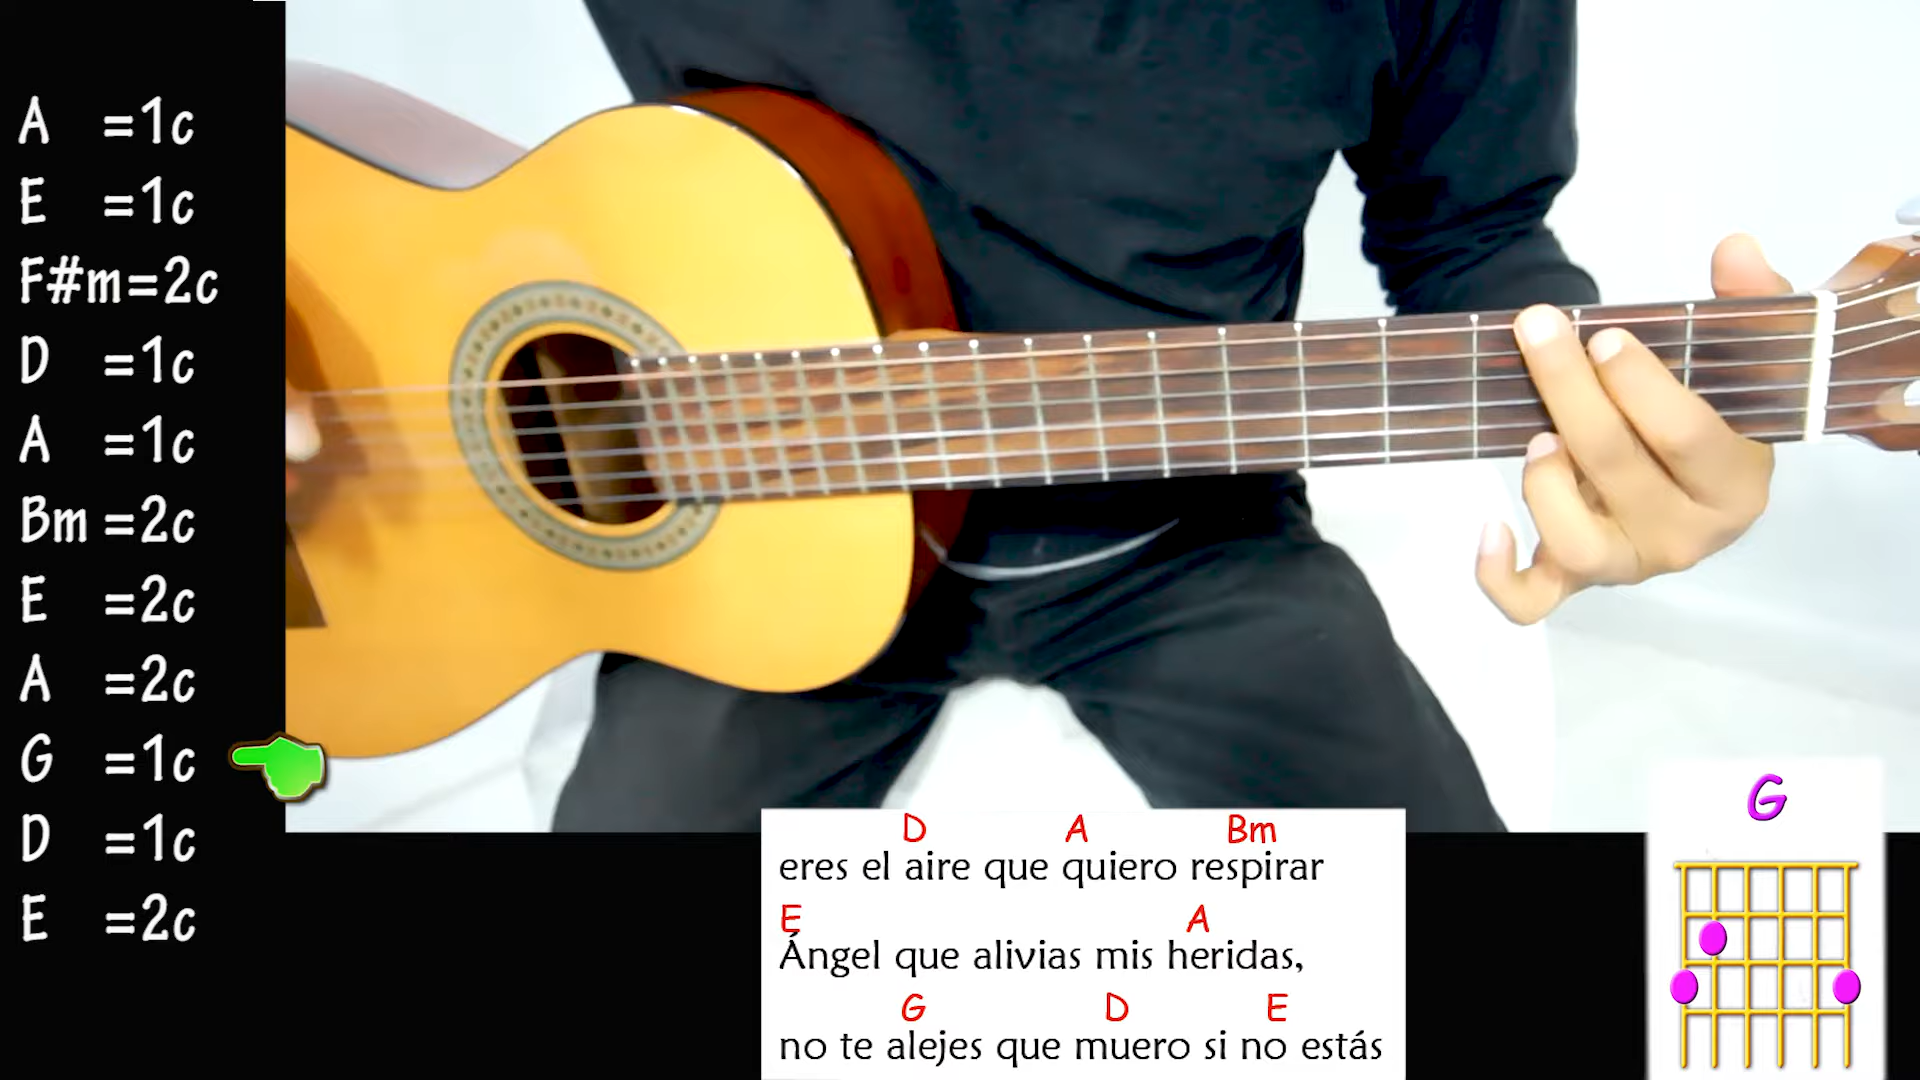 A =1c
E =1c
F#m=2c
D =1c
A =1c
Bm =2c
E =2c
A =2c
G =1c
D =1c
E =2c
D A Bm
eres el aire que quiero respirar
E A
Ángel que alivias mis heridas,
G D E
no te alejes que muero si no estás
G